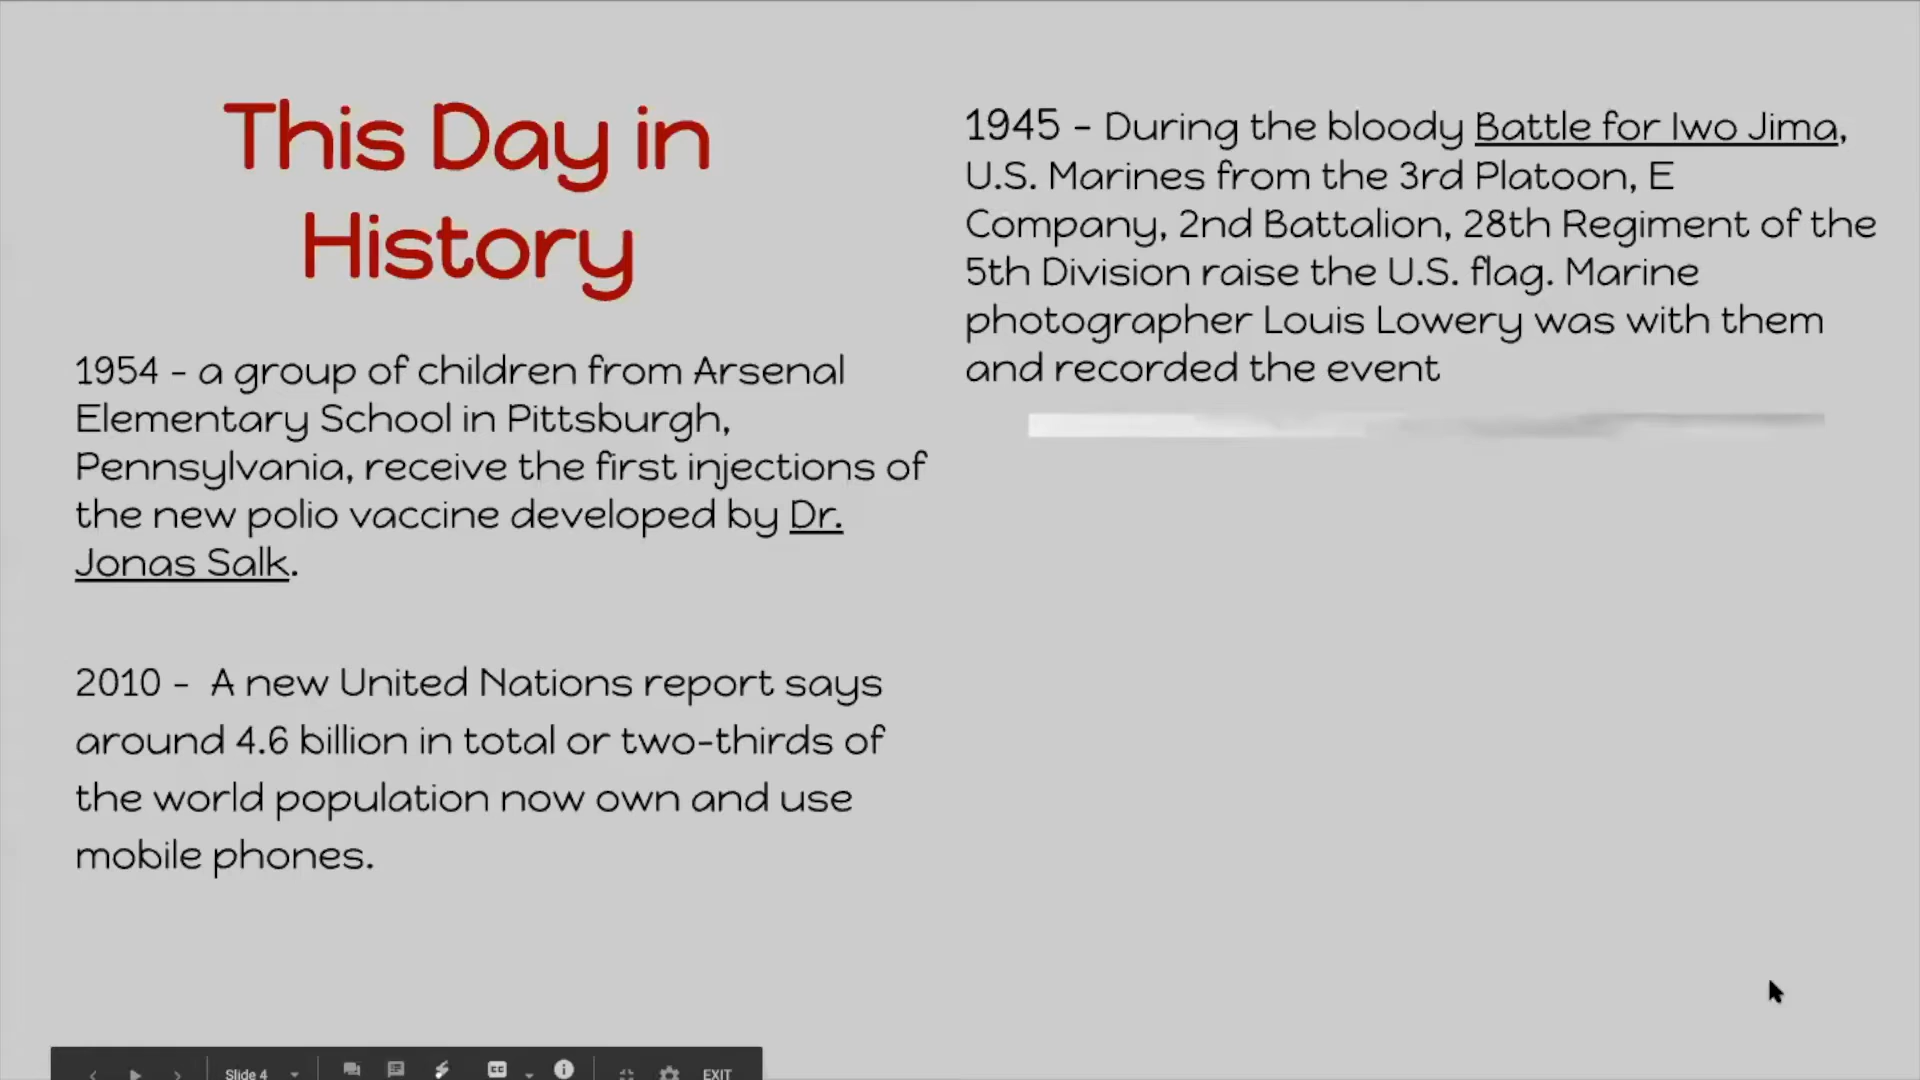 This Day in
History
1954 - a group of children from Arsenal
Elementary School in Pittsburgh,
Pennsylvania, receive the first injections of
the new polio vaccine developed by Dr.
Jonas Salk.
2010 -  A new United Nations report says
around 4.6 billion in total or two-thirds of
the world population now own and use
mobile phones.
1945 - During the bloody Battle for Iwo Jima,
U.S. Marines from the 3rd Platoon, E
Company, 2nd Battalion, 28th Regiment of the
5th Division raise the U.S. flag. Marine
photographer Louis Lowery was with them
and recorded the event
Slide 4 CC EXIT